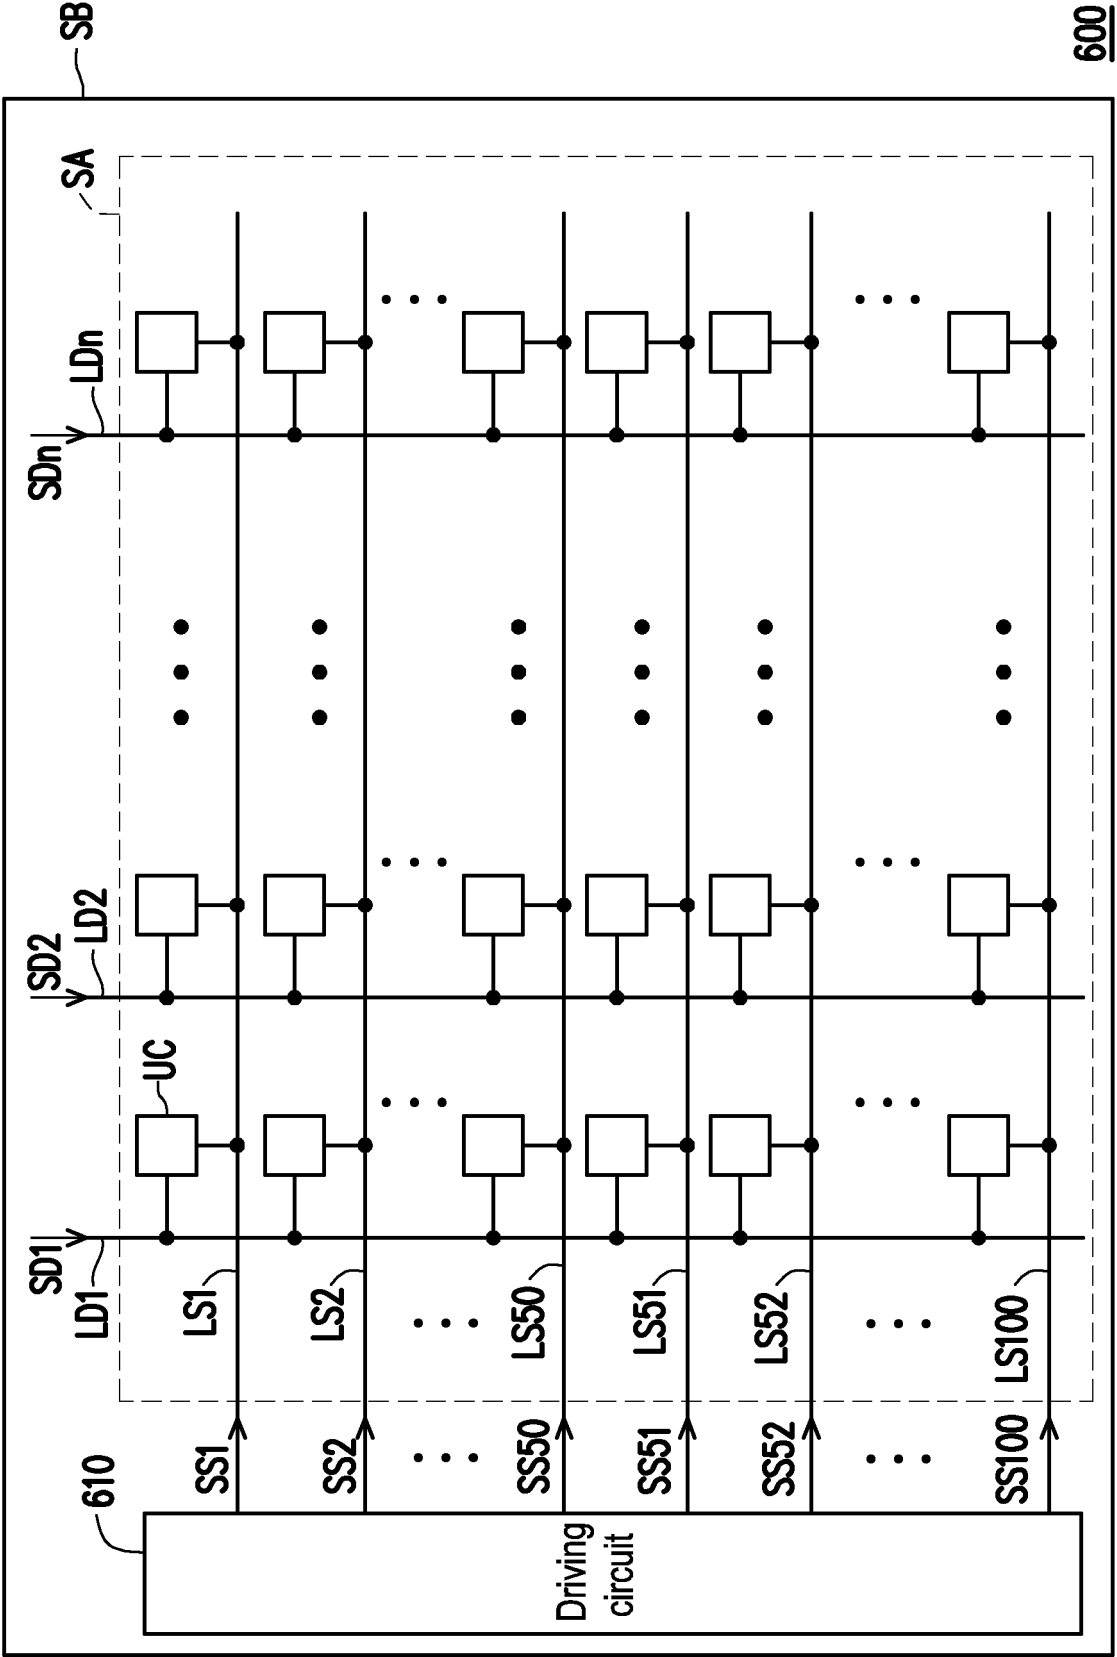 600
SB
SA
SD1
SD2
SDn
LD1
LD2
LDn
UC
610
Driving
circuit
SS1
LS1
SS2
LS2
SS50
LS50
SS51
LS51
SS52
LS52
SS100
LS100